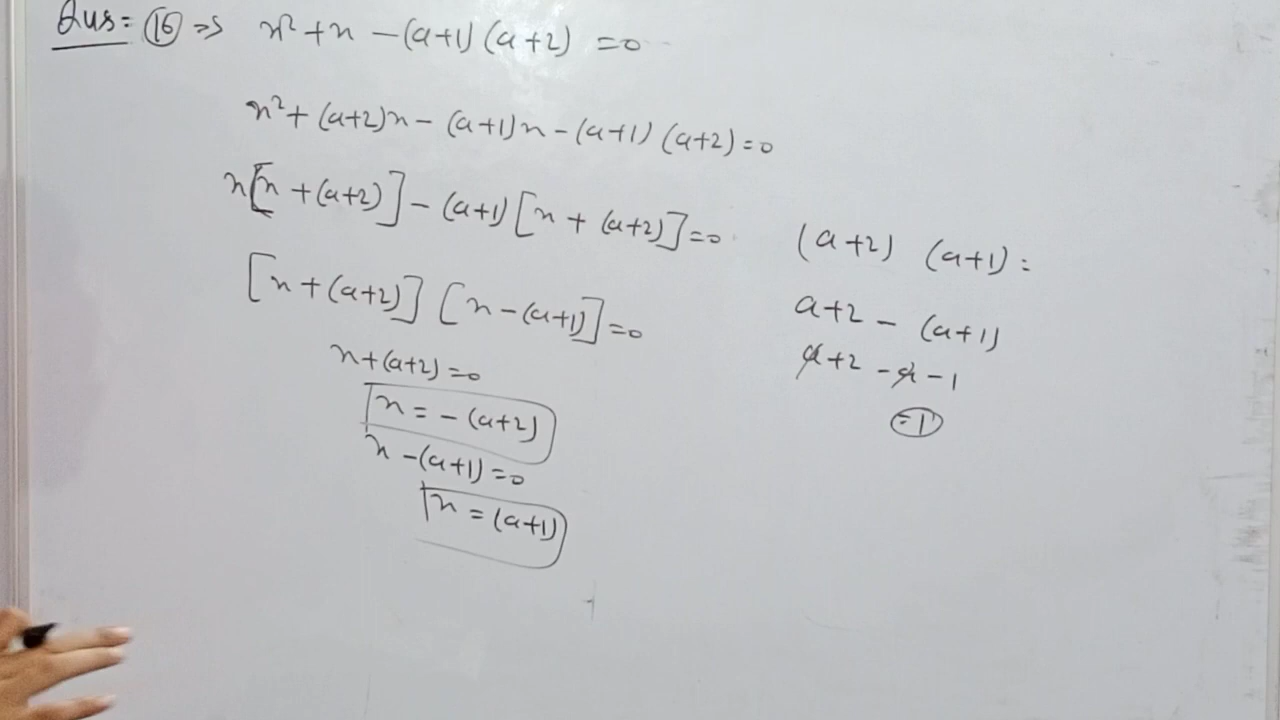 Qus= 16 => x² + x - (a+1) (a+2) = 0
x² + (a+2)x - (a+1)x - (a+1) (a+2) = 0
x[x + (a+2)] - (a+1) [x + (a+2)] = 0
[x + (a+2)] [x - (a+1)] = 0
x + (a+2) = 0
x = - (a+2)
x - (a+1) = 0
x = (a+1)
(a+2) (a+1) =
a+2 - (a+1)
a+2 - a - 1
= 1